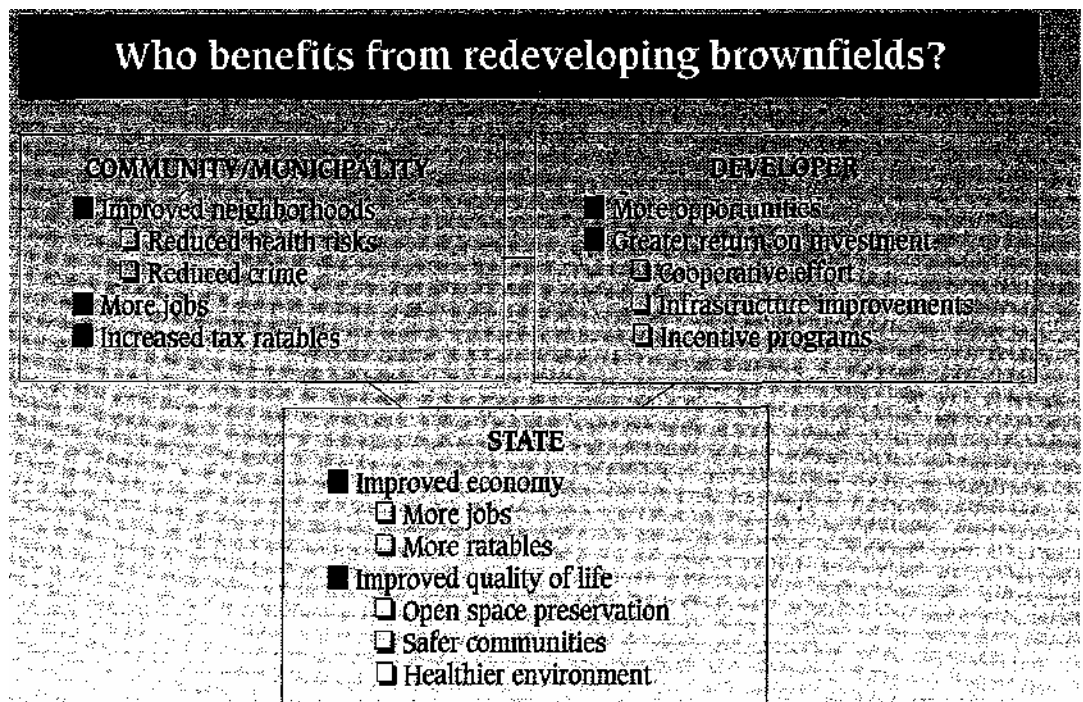 Who benefits from redeveloping brownfields?
COMMUNITY/MUNICIPALITY
■ Improved neighborhoods
❏ Reduced health risks
❏ Reduced crime
■ More jobs
■ Increased tax ratables
DEVELOPER
■ More opportunities
■ Greater return on investment
❏ Cooperative effort
❏ Infrastructure improvements
❏ Incentive programs
STATE
■ Improved economy
❏ More jobs
❏ More ratables
■ Improved quality of life
❏ Open space preservation
❏ Safer communities
❏ Healthier environment